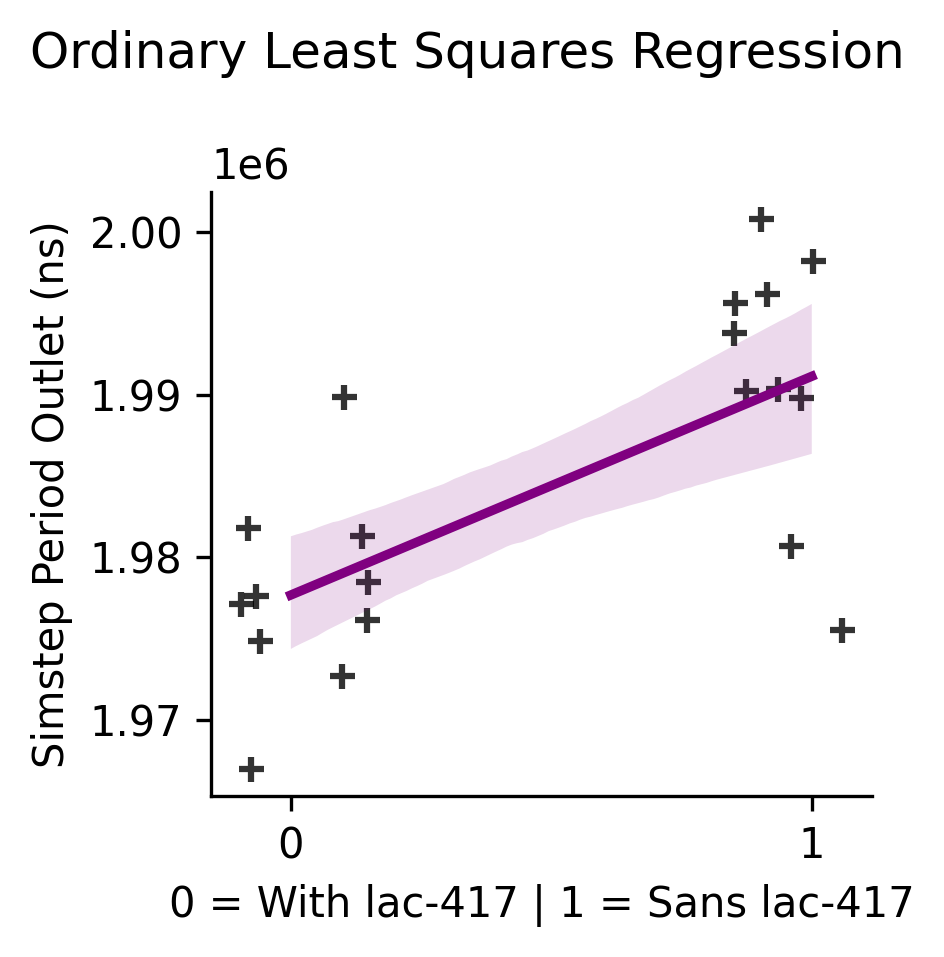 Ordinary Least Squares Regression
1e6
2.00
1.99
1.98
1.97
Simstep Period Outlet (ns)
0 1
0 = With lac-417 | 1 = Sans lac-417